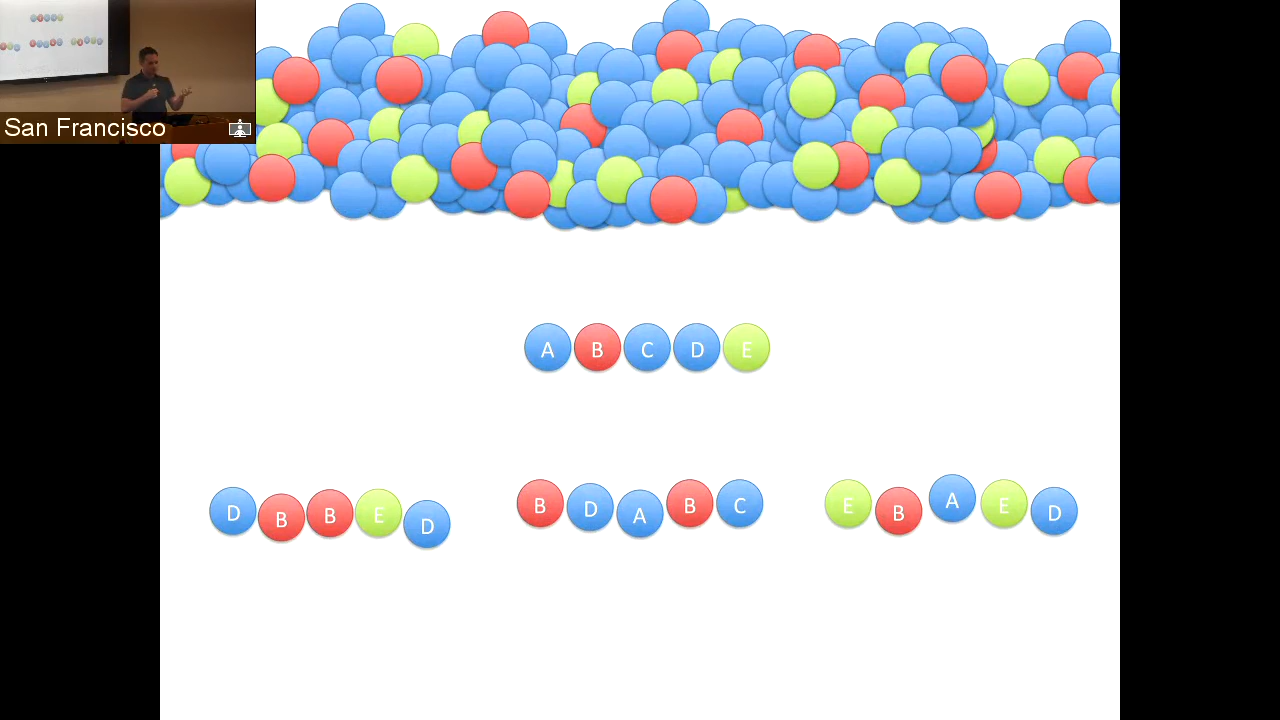 San Francisco
A B C D E
D B B E D
B D A B C
E B A E D